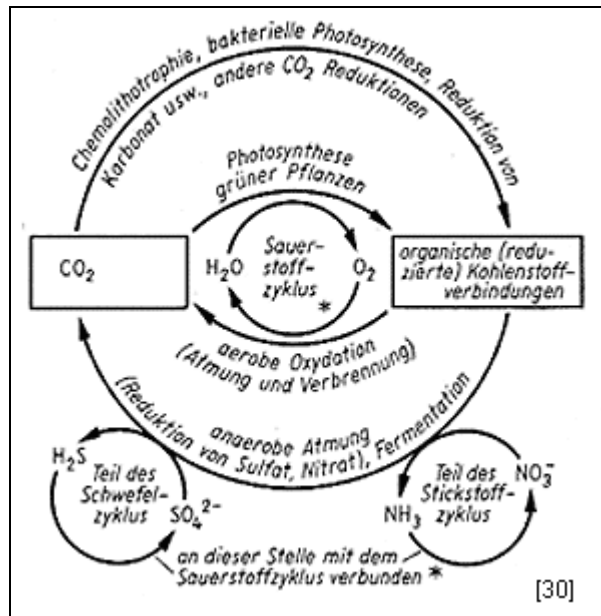 Chemolithotrophie, bakterielle Photosynthese, Reduktion von
Karbonat usw., andere CO₂ Reduktionen
Photosynthese
grüner Pflanzen
CO₂
H₂O
Sauer-
stoff-
zyklus
*
O₂
organische (redu-
zierte) Kohlenstoff-
verbindungen
aerobe Oxydation
(Atmung und Verbrennung)
anaerobe Atmung
(Reduktion von Sulfat, Nitrat), Fermentation
H₂S
Teil des
Schwefel-
zyklus
SO₄²⁻
NH₃
Teil des
Stickstoff-
zyklus
NO₃⁻
an dieser Stelle mit dem
Sauerstoffzyklus verbunden *
[30]